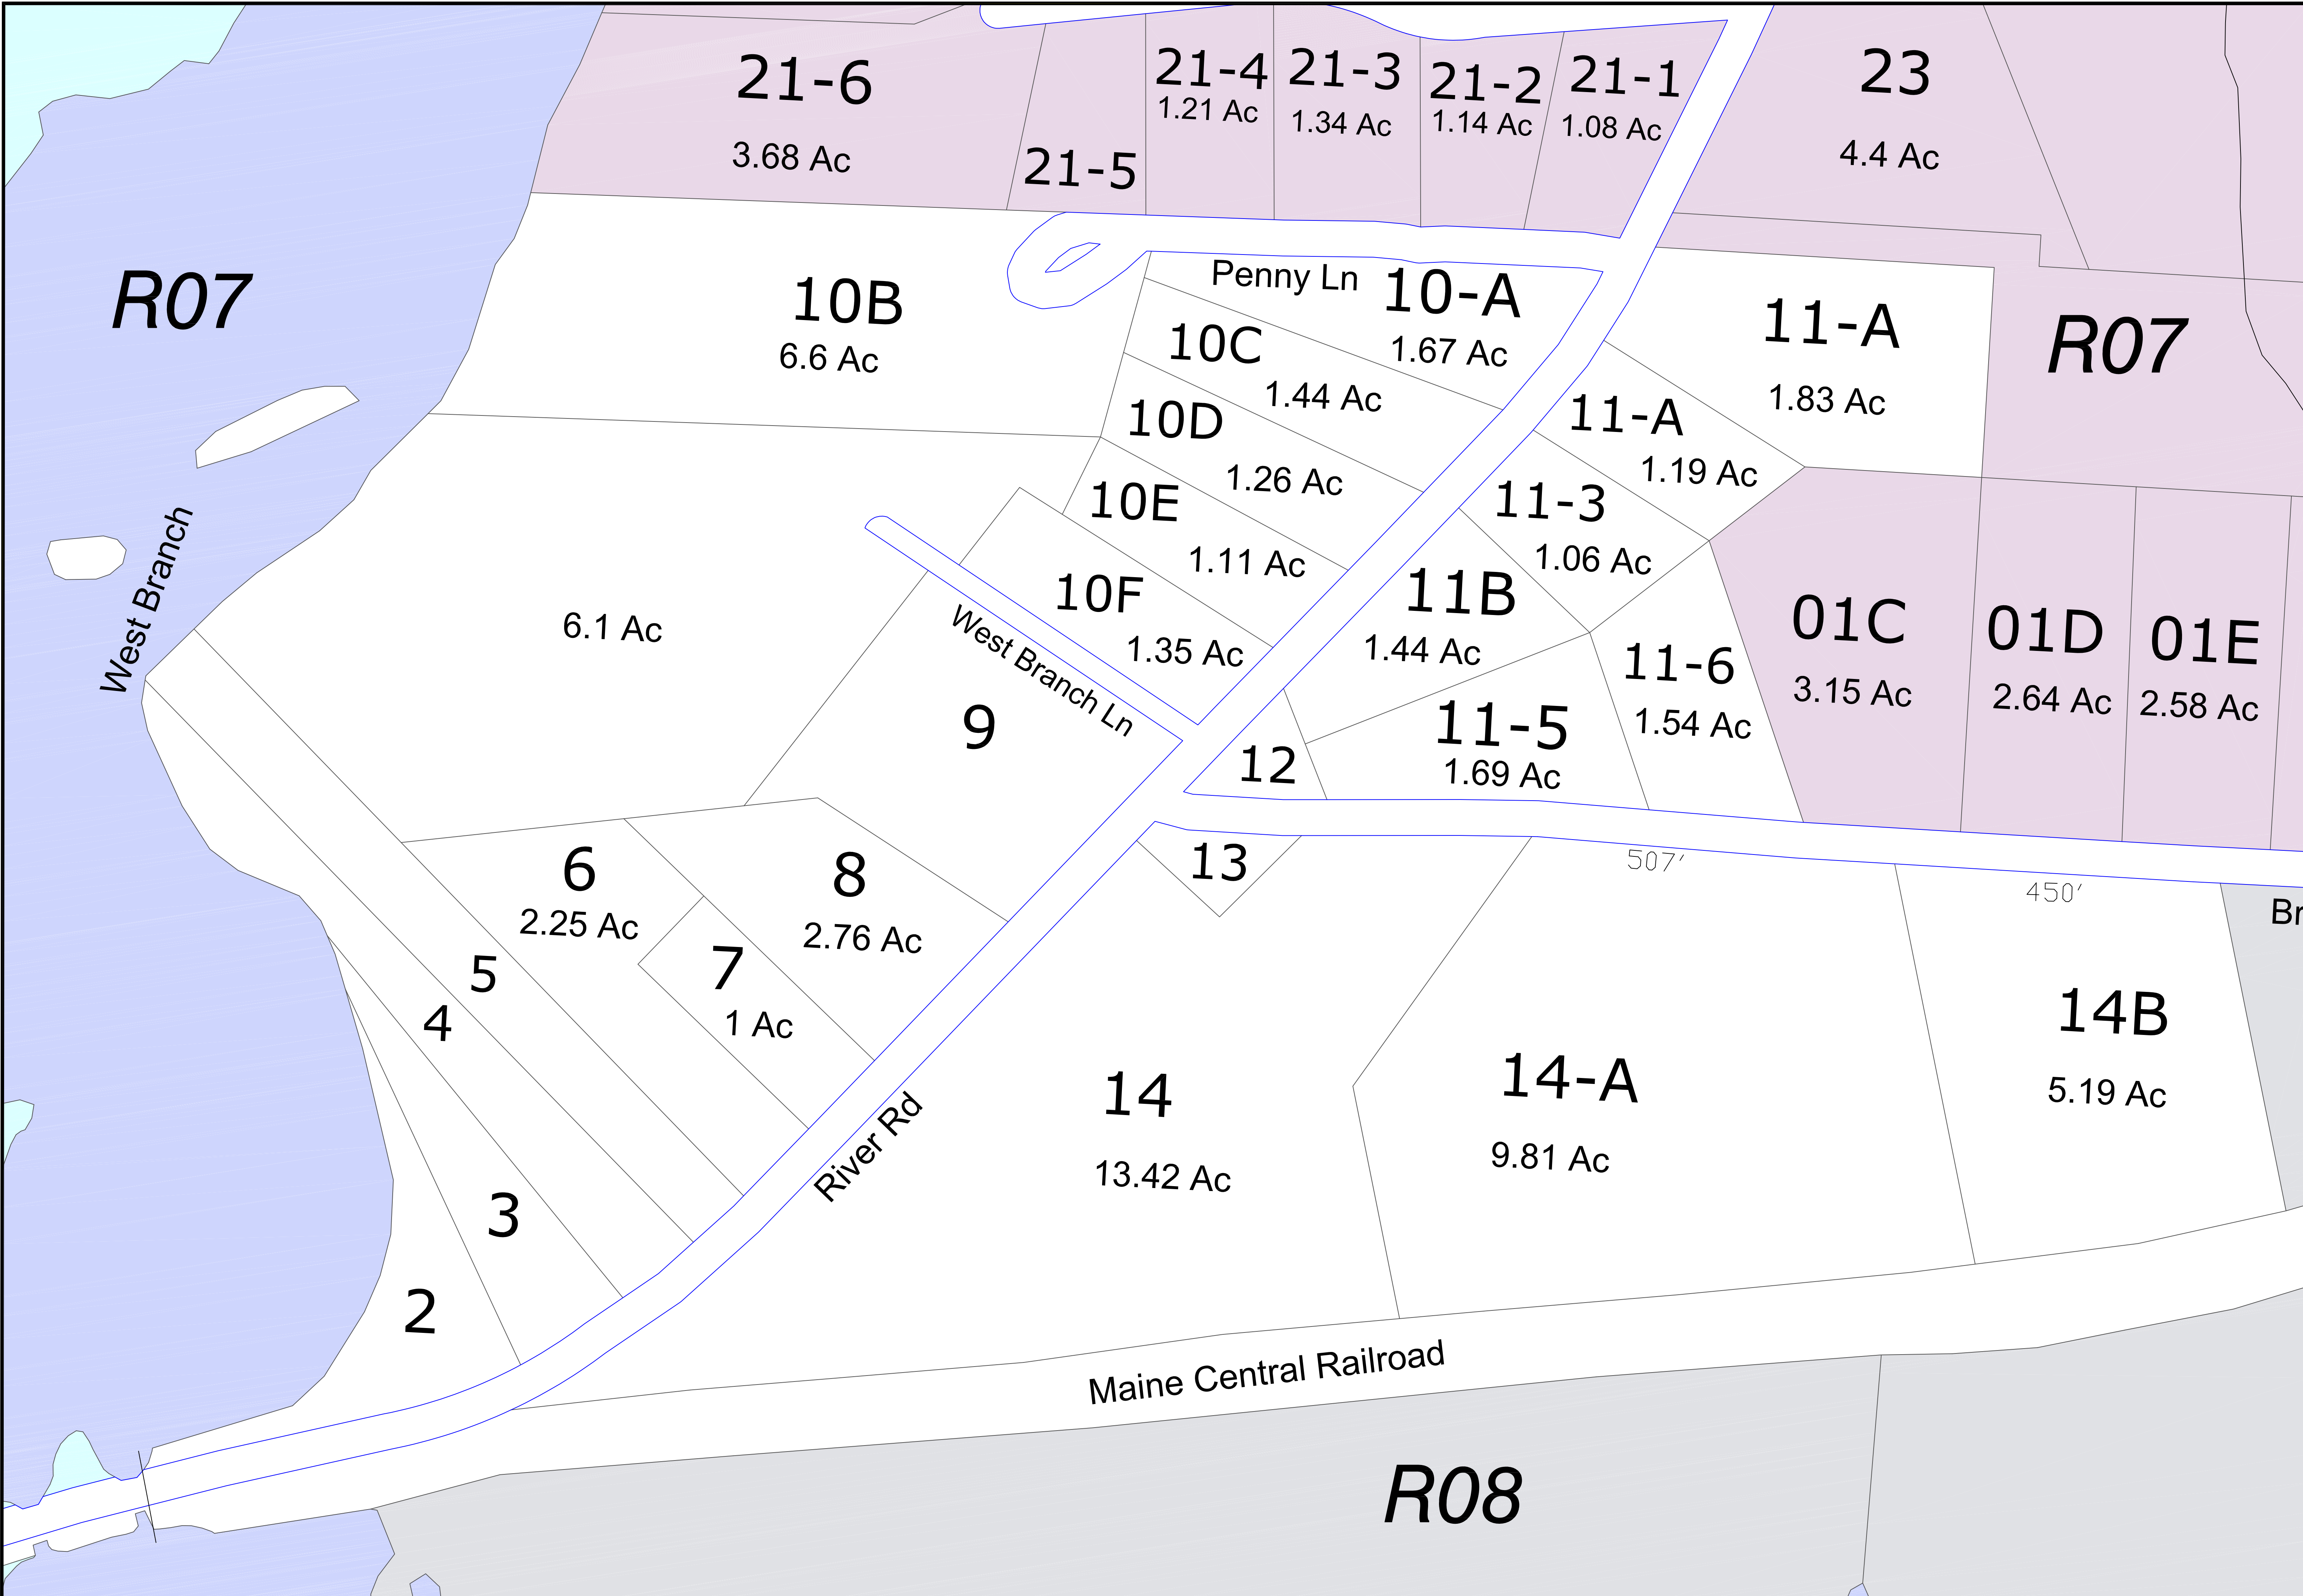 21-6
3.68 Ac
21-5
21-4
1.21 Ac
21-3
1.34 Ac
21-2
1.14 Ac
21-1
1.08 Ac
23
4.4 Ac
R07
10B
6.6 Ac
Penny Ln
10-A
1.67 Ac
10C
1.44 Ac
10D
1.26 Ac
10E
1.11 Ac
10F
1.35 Ac
11-A
1.83 Ac
R07
11-A
1.19 Ac
11-3
1.06 Ac
11B
1.44 Ac
11-6
1.54 Ac
11-5
1.69 Ac
12
01C
3.15 Ac
01D
2.64 Ac
01E
2.58 Ac
West Branch
6.1 Ac
West Branch Ln
9
13
507'
450'
Br
6
2.25 Ac
8
2.76 Ac
7
1 Ac
5
4
3
2
River Rd
14
13.42 Ac
14-A
9.81 Ac
14B
5.19 Ac
Maine Central Railroad
R08